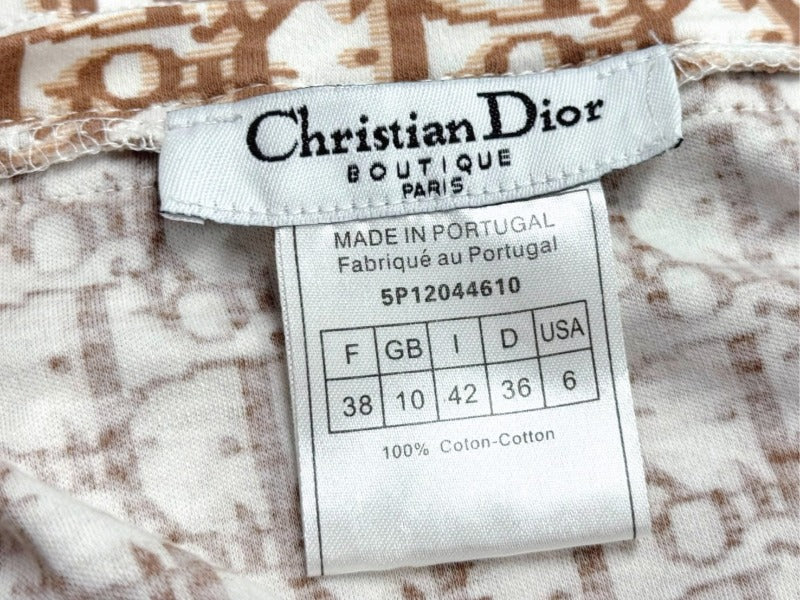 Christian Dior
BOUTIQUE
PARIS
MADE IN PORTUGAL
Fabriqué au Portugal
5P12044610
F GB I D USA
38 10 42 36 6
100% Coton-Cotton